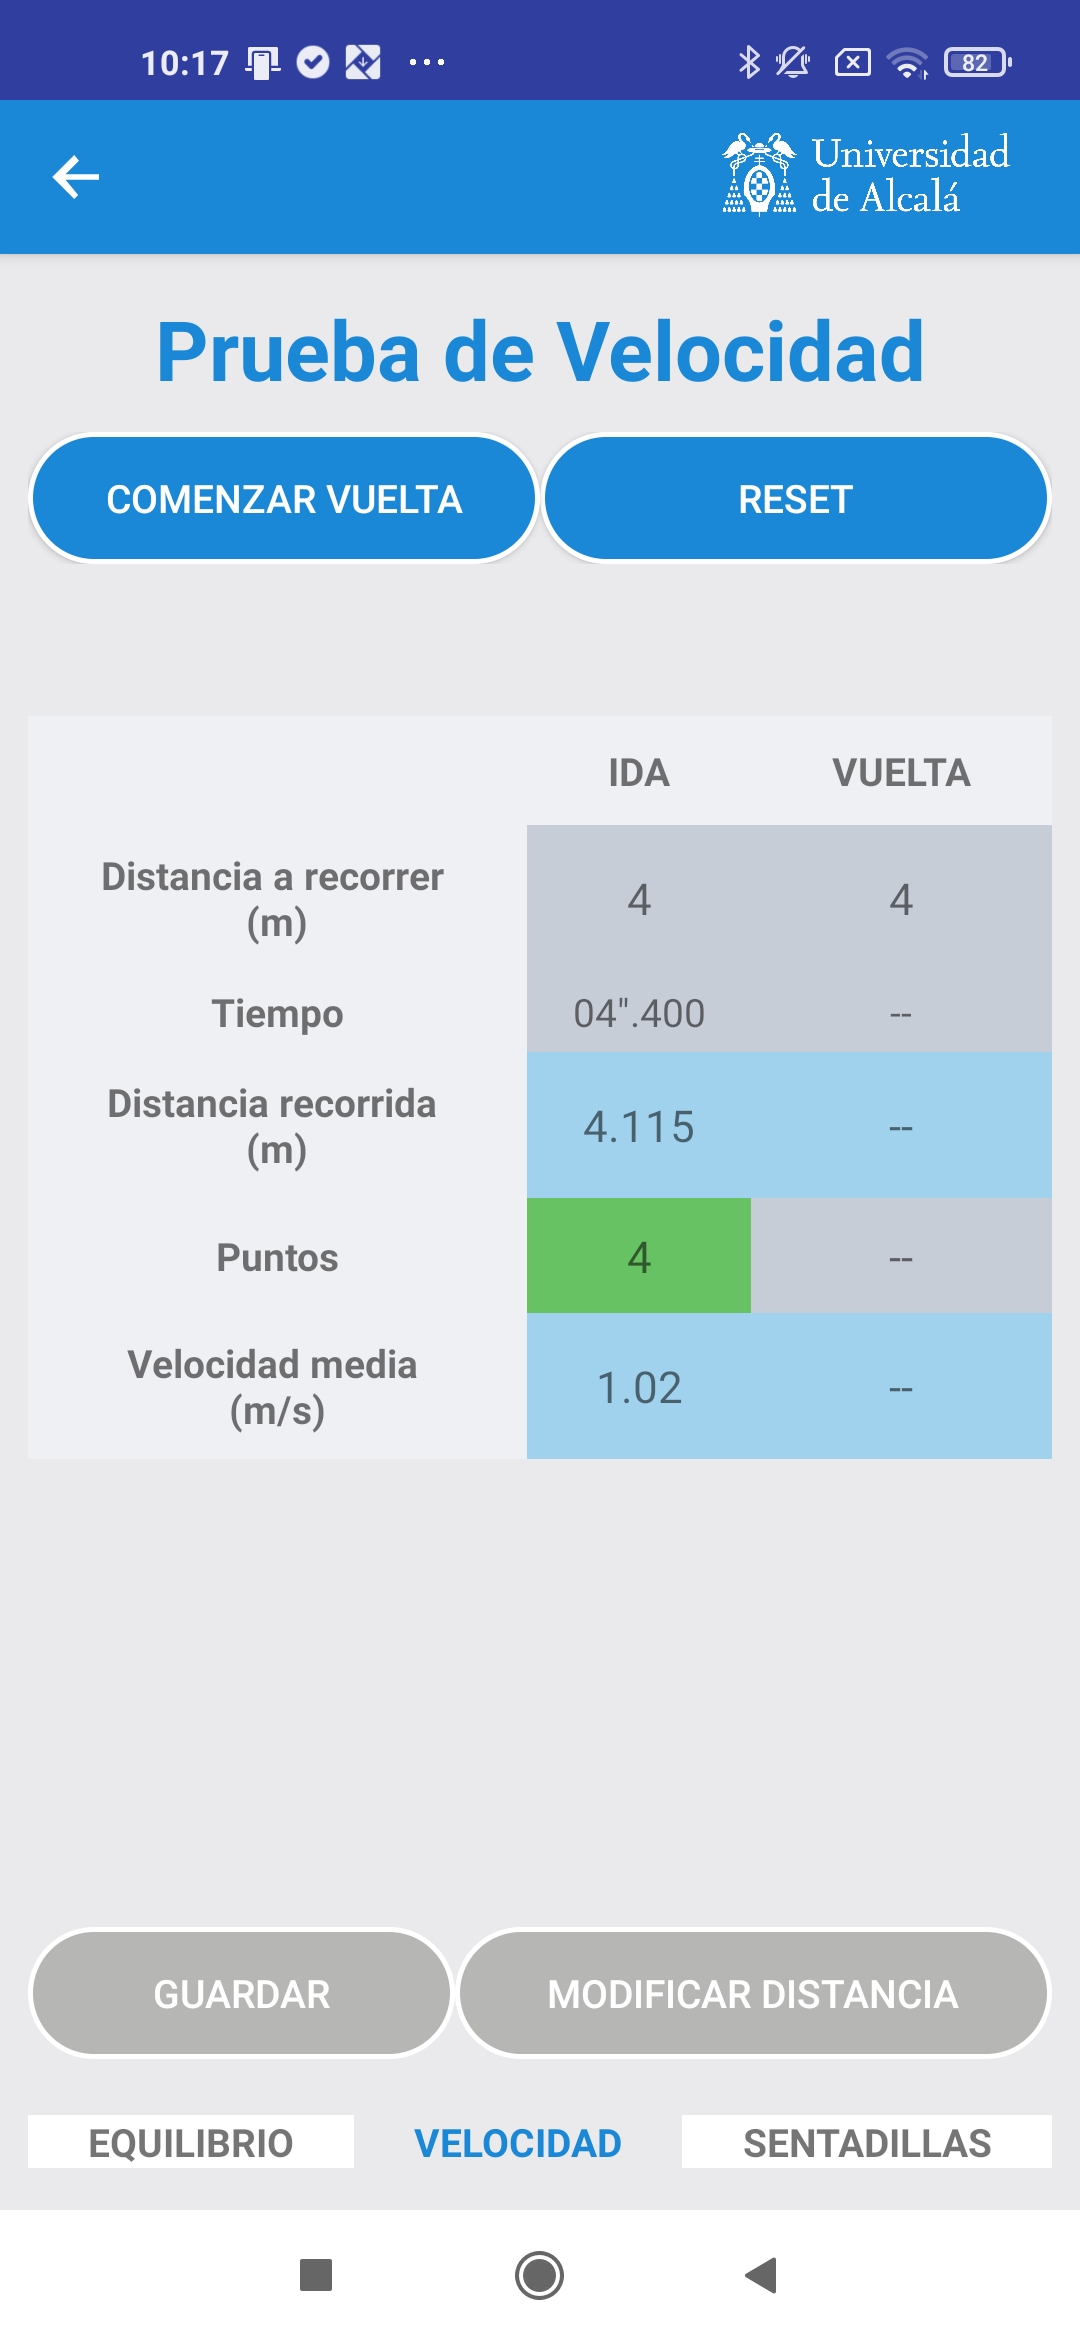 10:17
82
Universidad
de Alcalá
Prueba de Velocidad
COMENZAR VUELTA
RESET
IDA
VUELTA
Distancia a recorrer
(m)
4
4
Tiempo
04".400
--
Distancia recorrida
(m)
4.115
--
Puntos
4
--
Velocidad media
(m/s)
1.02
--
GUARDAR
MODIFICAR DISTANCIA
EQUILIBRIO
VELOCIDAD
SENTADILLAS